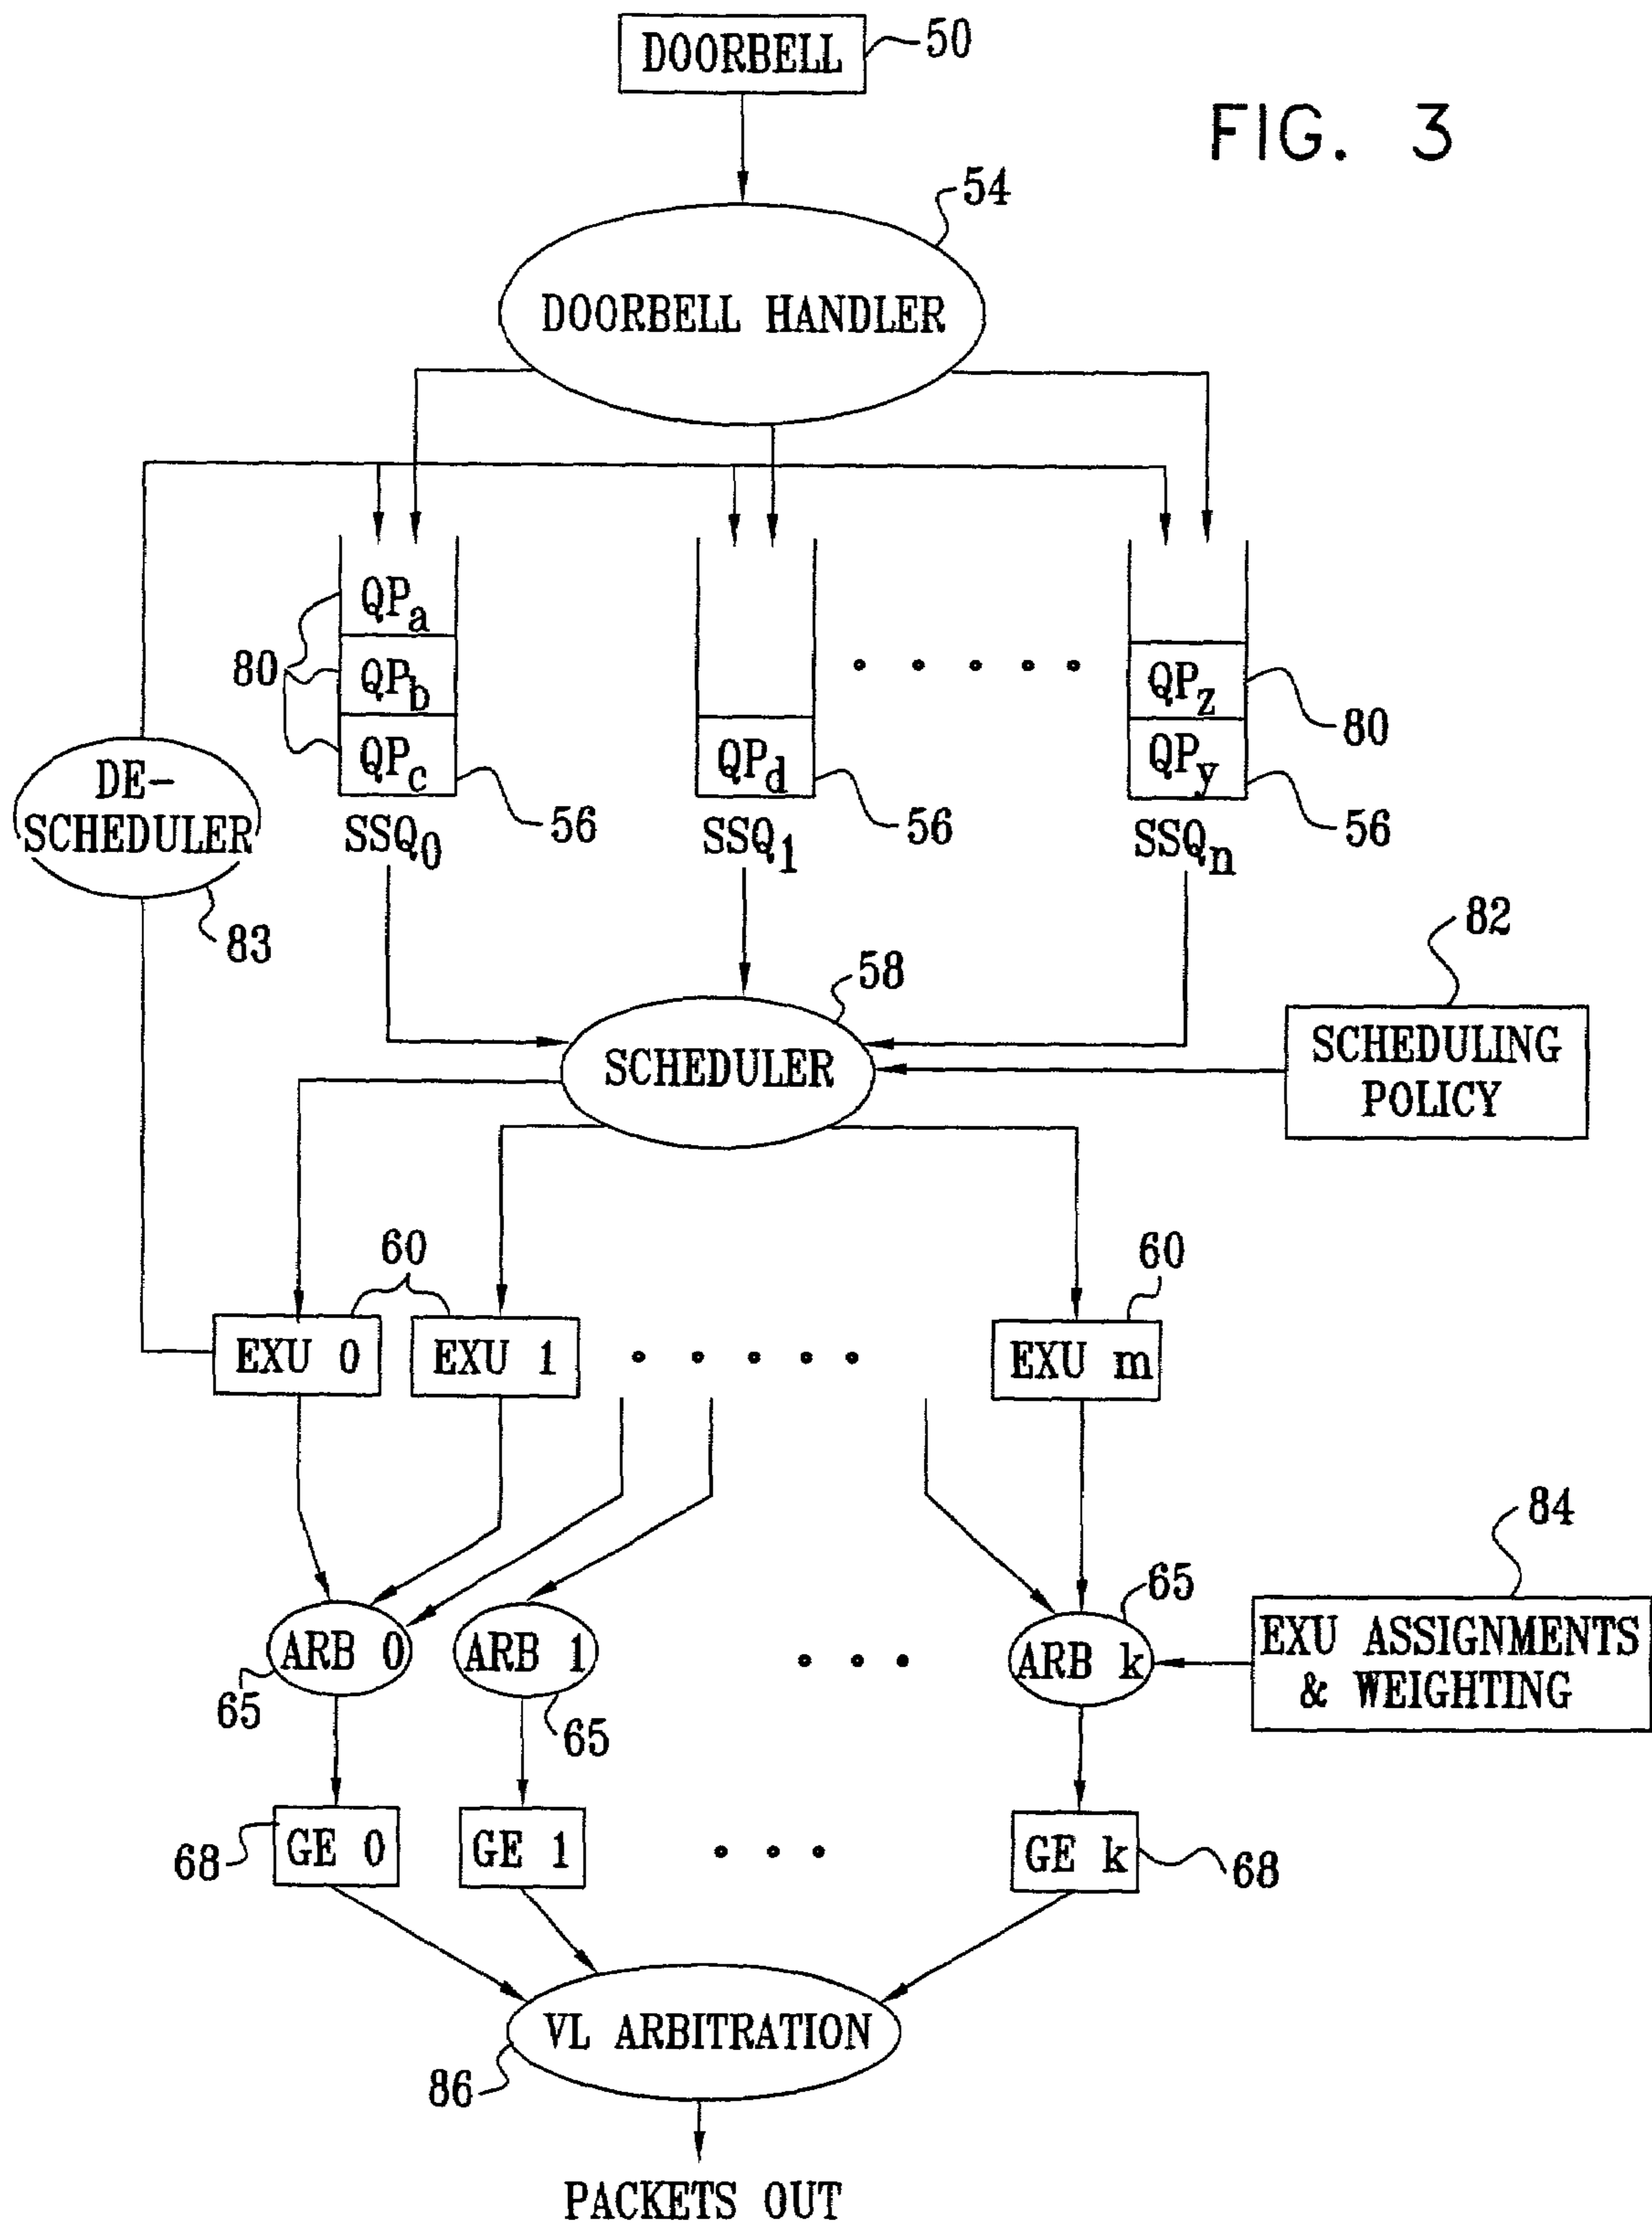 DOORBELL
50
FIG. 3
54
DOORBELL HANDLER
QPa
80
QPb
QPc
56
SSQ0
QPd
56
SSQ1
QPz
80
QPy
56
SSQn
DE-
SCHEDULER
83
58
SCHEDULER
82
SCHEDULING
POLICY
60
60
EXU 0
EXU 1
EXU m
84
EXU ASSIGNMENTS
& WEIGHTING
65
ARB 0
ARB 1
ARB k
65
65
GE 0
GE 1
GE k
68
68
VL ARBITRATION
86
PACKETS OUT